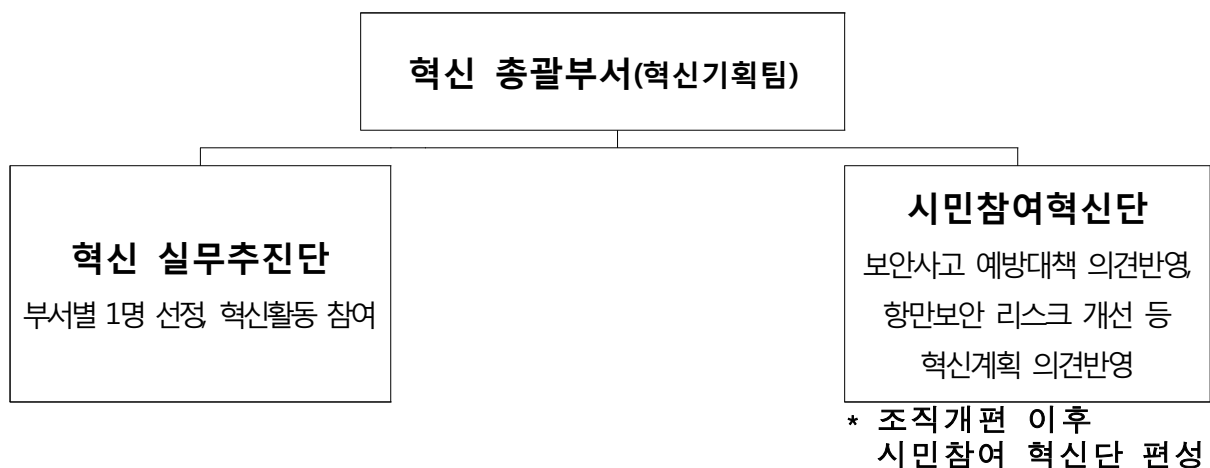 혁신 총괄부서(혁신기획팀)
혁신 실무추진단
부서별 1명 선정, 혁신활동 참여
시민참여혁신단
보안사고 예방대책 의견반영,
항만보안 리스크 개선 등
혁신계획 의견반영
* 조직개편 이후
시민참여 혁신단 편성